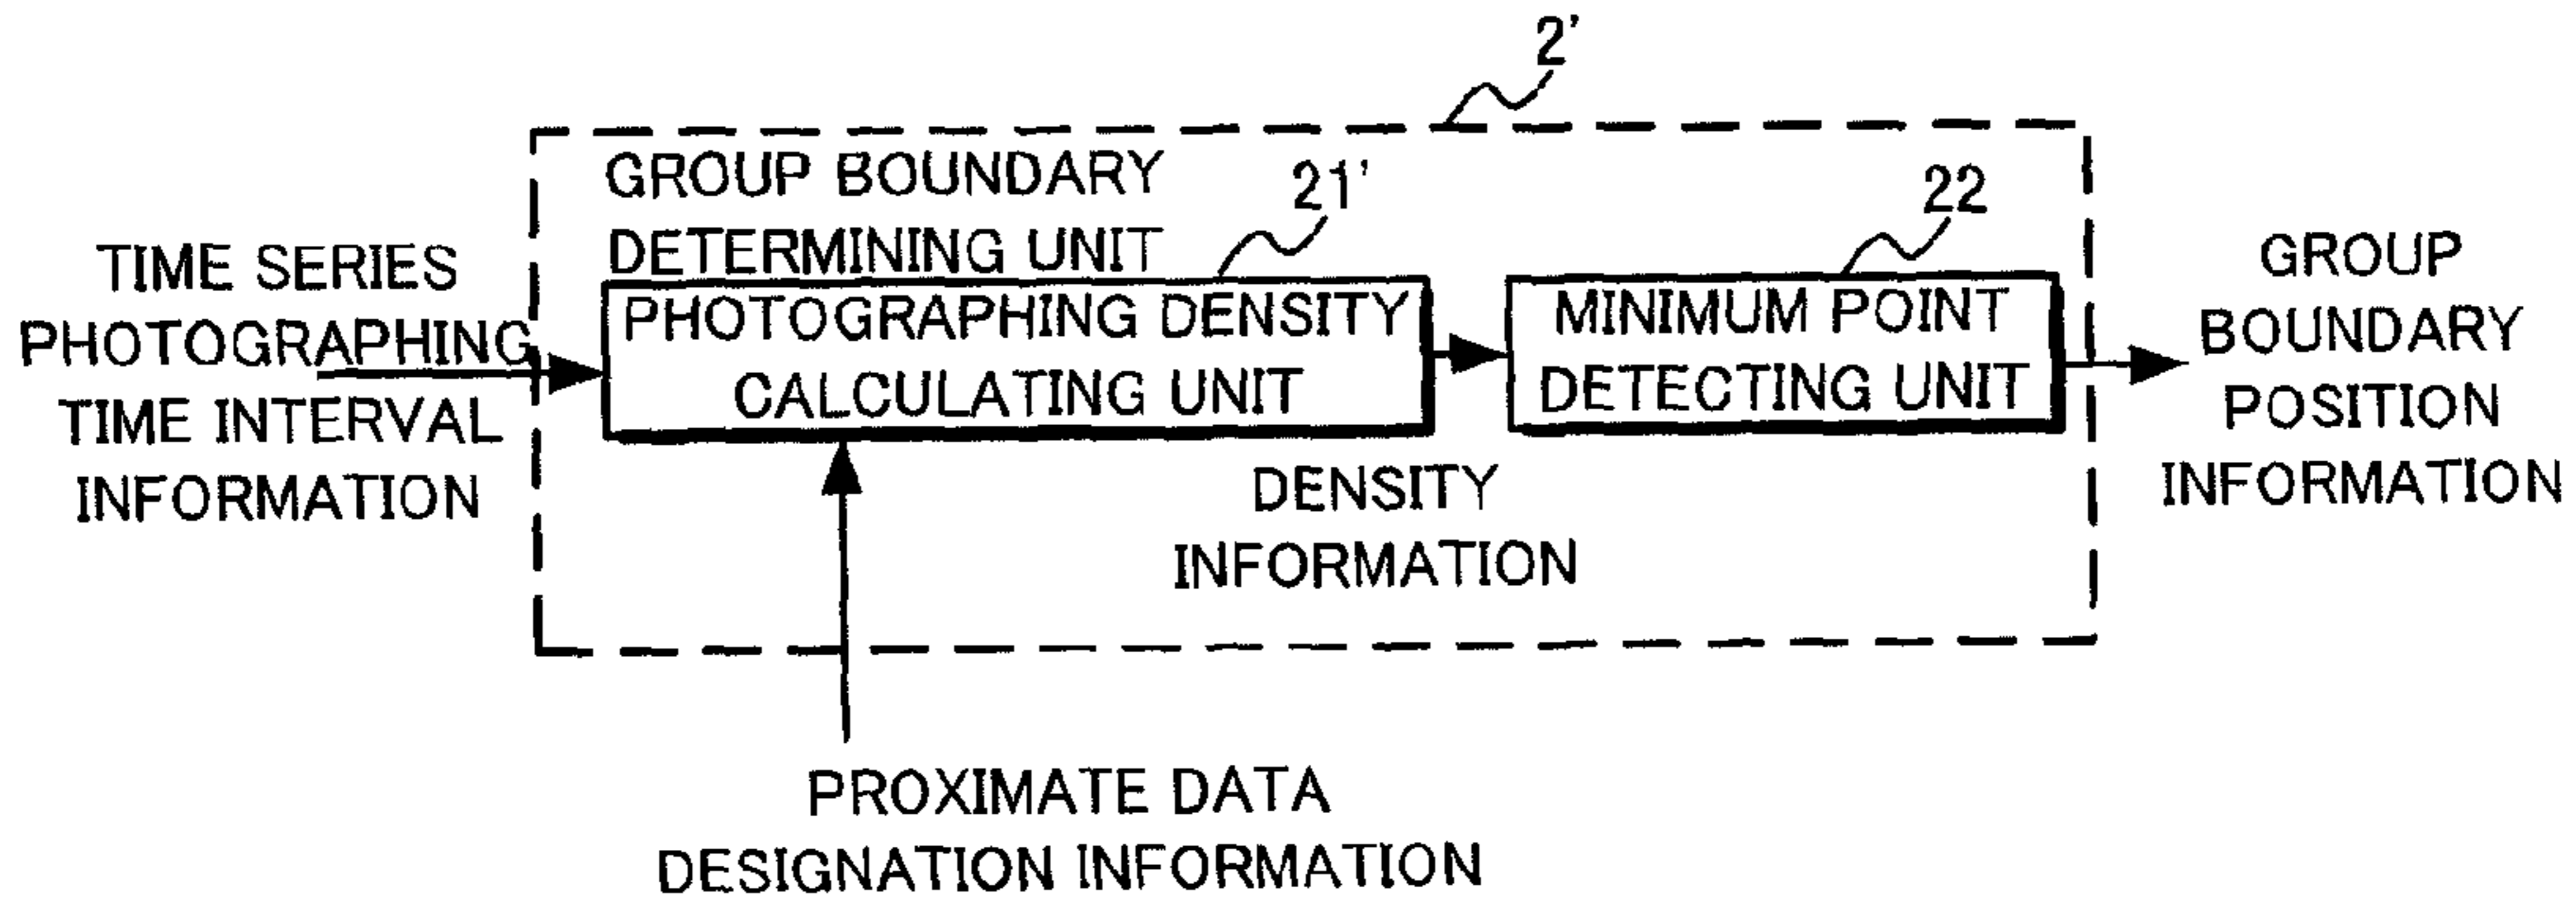 2'
GROUP BOUNDARY
DETERMINING UNIT
21'
22
TIME SERIES
PHOTOGRAPHING
TIME INTERVAL
INFORMATION
PHOTOGRAPHING DENSITY
CALCULATING UNIT
MINIMUM POINT
DETECTING UNIT
GROUP
BOUNDARY
POSITION
INFORMATION
DENSITY
INFORMATION
PROXIMATE DATA
DESIGNATION INFORMATION